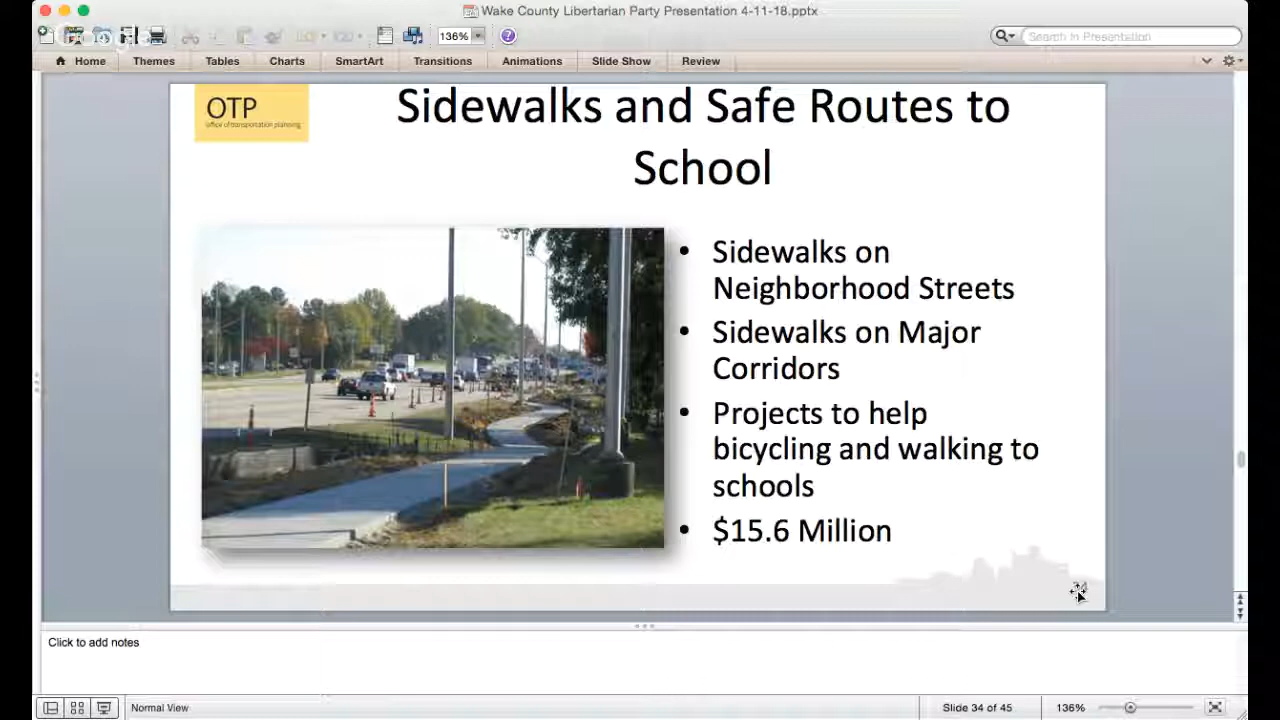 Wake County Libertarian Party Presentation 4-11-18.pptx
136%
Search in Presentation
Home
Themes
Tables
Charts
SmartArt
Transitions
Animations
Slide Show
Review
OTP
office of transportation planning
Sidewalks and Safe Routes to
School
• Sidewalks on
Neighborhood Streets
• Sidewalks on Major
Corridors
• Projects to help
bicycling and walking to
schools
• $15.6 Million
Click to add notes
Normal View
Slide 34 of 45
136%